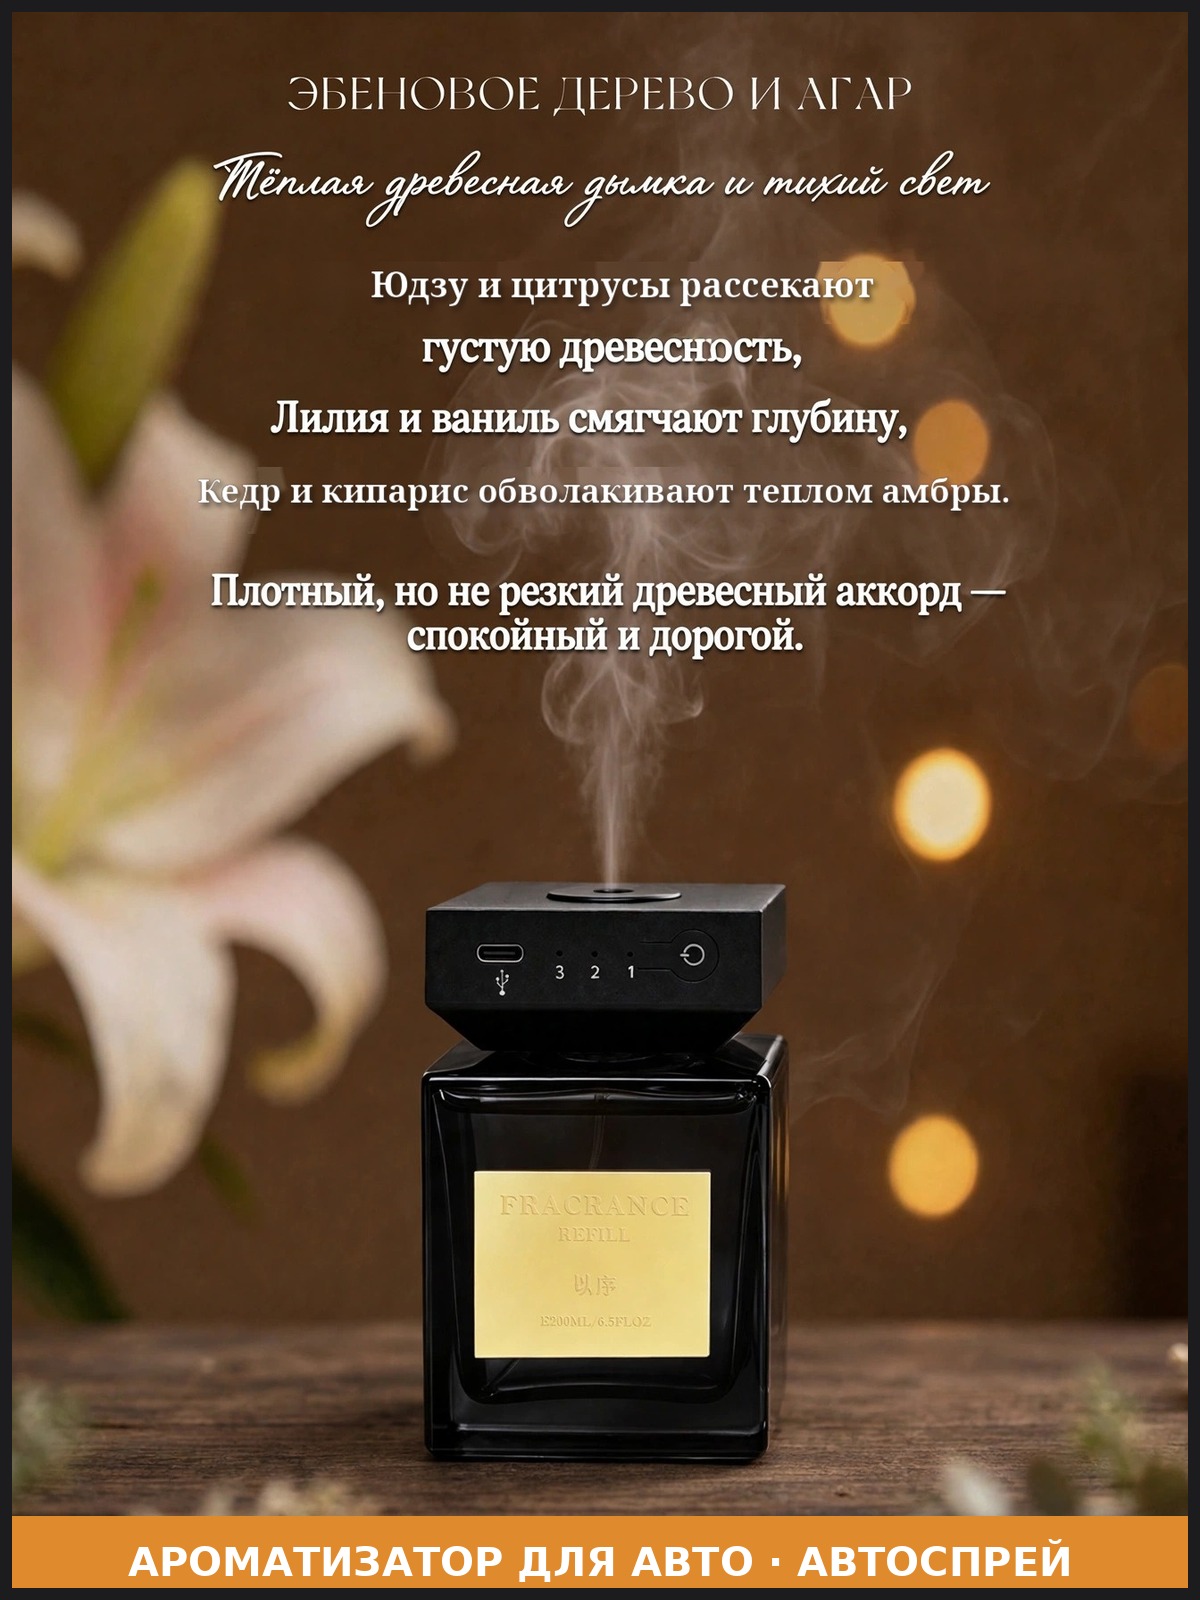 ЭБЕНОВОЕ ДЕРЕВО И АГАР
Тёплая древесная дымка и тихий свет
Юдзу и цитрусы рассекают
густую древесность,
Лилия и ваниль смягчают глубину,
Кедр и кипарис обволакивают теплом амбры.
Плотный, но не резкий древесный аккорд —
спокойный и дорогой.
3 2 1
FRACRANCE
REFILL
以序
E200ML/6.5FLOZ
АРОМАТИЗАТОР ДЛЯ АВТО · АВТОСПРЕЙ